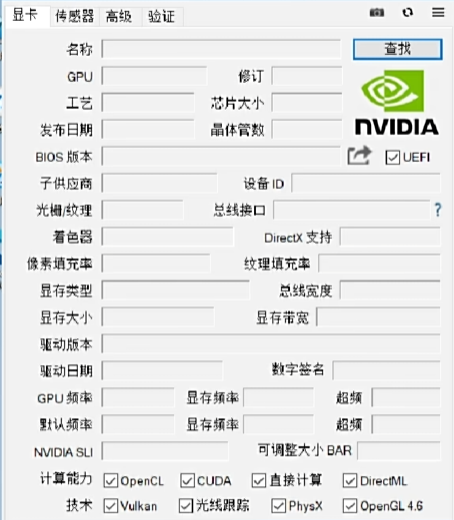 显卡 传感器 高级 验证
名称 查找
GPU 修订
工艺 芯片大小
发布日期 晶体管数
NVIDIA
BIOS 版本 UEFI
子供应商 设备 ID
光栅/纹理 总线接口 ?
着色器 DirectX 支持
像素填充率 纹理填充率
显存类型 总线宽度
显存大小 显存带宽
驱动版本
驱动日期 数字签名
GPU 频率 显存频率 超频
默认频率 显存频率 超频
NVIDIA SLI 可调整大小 BAR
计算能力 OpenCL CUDA 直接计算 DirectML
技术 Vulkan 光线跟踪 PhysX OpenGL 4.6